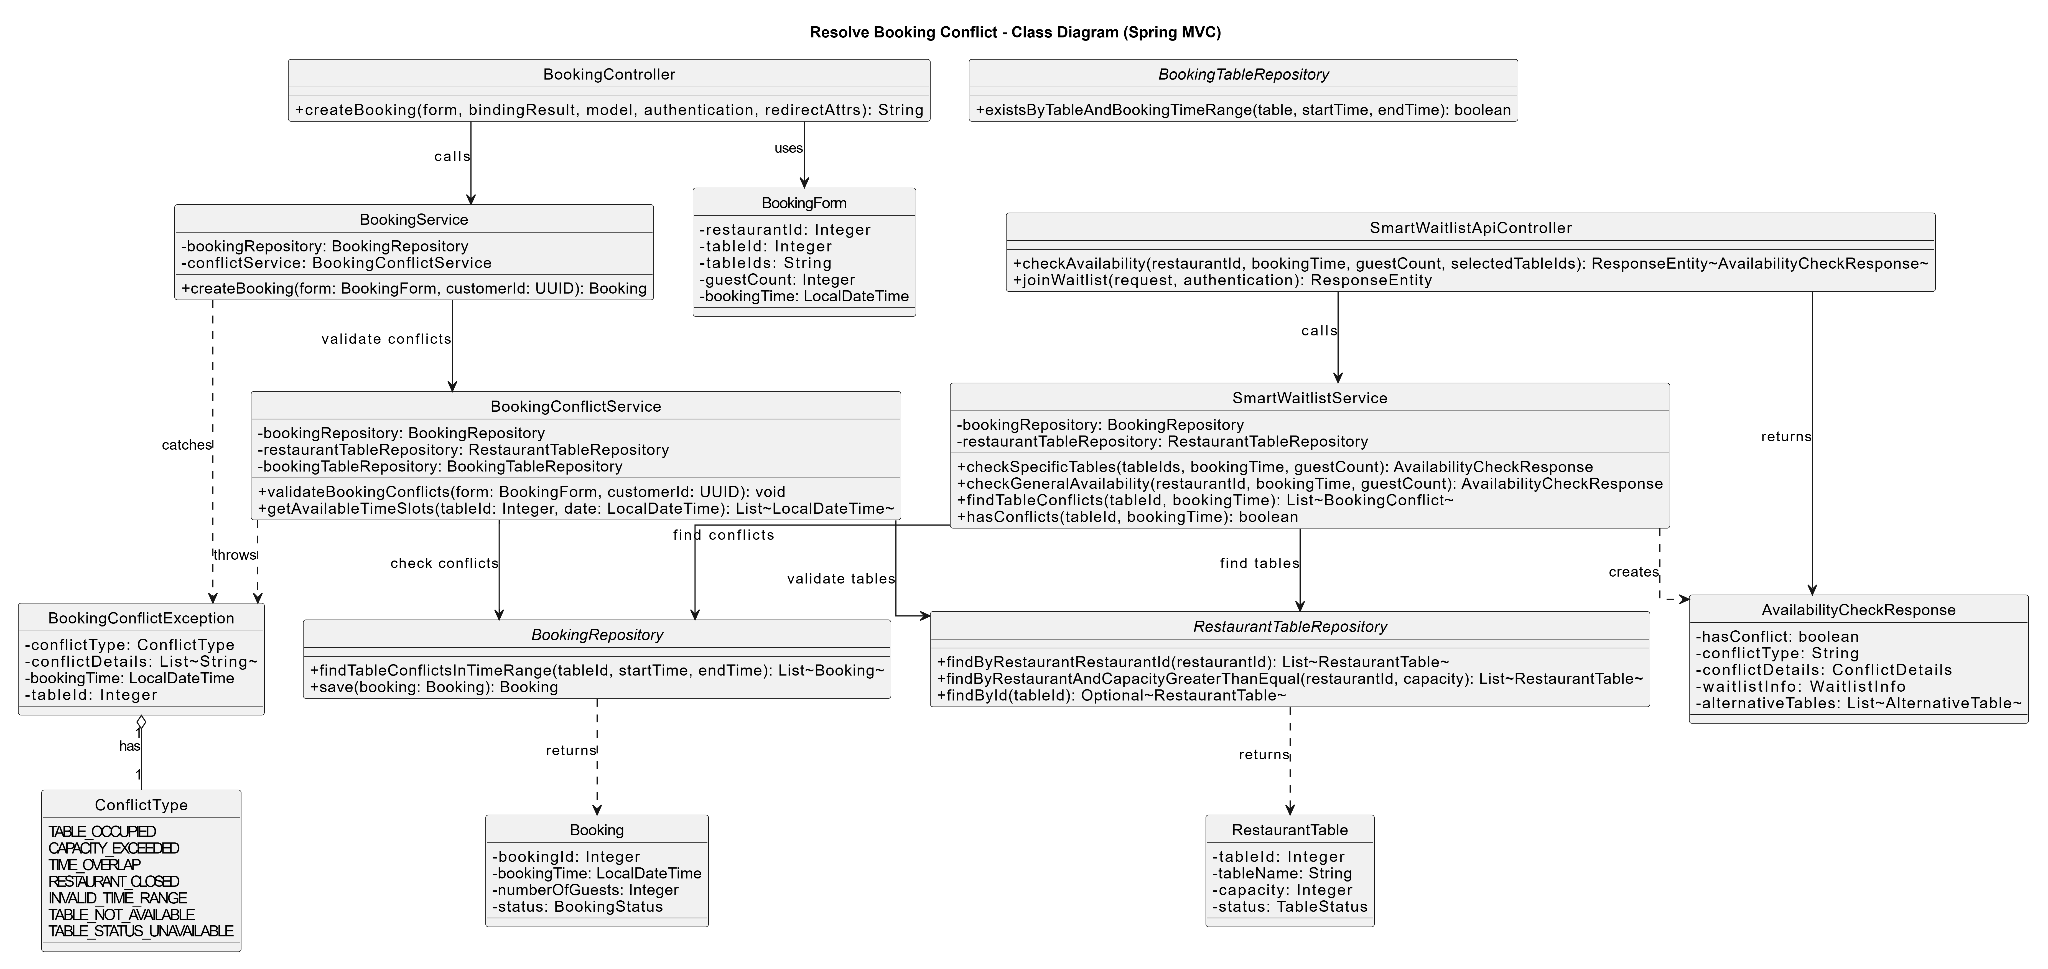 Resolve Booking Conflict - Class Diagram (Spring MVC)
BookingController
+createBooking(form, bindingResult, model, authentication, redirectAttrs): String
BookingTableRepository
+existsByTableAndBookingTimeRange(table, startTime, endTime): boolean
calls
uses
BookingService
-bookingRepository: BookingRepository
-conflictService: BookingConflictService
+createBooking(form: BookingForm, customerId: UUID): Booking
BookingForm
-restaurantId: Integer
-tableId: Integer
-tableIds: String
-guestCount: Integer
-bookingTime: LocalDateTime
SmartWaitlistApiController
+checkAvailability(restaurantId, bookingTime, guestCount, selectedTableIds): ResponseEntity~AvailabilityCheckResponse~
+joinWaitlist(request, authentication): ResponseEntity
validate conflicts
calls
catches
returns
BookingConflictService
-bookingRepository: BookingRepository
-restaurantTableRepository: RestaurantTableRepository
-bookingTableRepository: BookingTableRepository
+validateBookingConflicts(form: BookingForm, customerId: UUID): void
+getAvailableTimeSlots(tableId: Integer, date: LocalDateTime): List~LocalDateTime~
SmartWaitlistService
-bookingRepository: BookingRepository
-restaurantTableRepository: RestaurantTableRepository
+checkSpecificTables(tableIds, bookingTime, guestCount): AvailabilityCheckResponse
+checkGeneralAvailability(restaurantId, bookingTime, guestCount): AvailabilityCheckResponse
+findTableConflicts(tableId, bookingTime): List~BookingConflict~
+hasConflicts(tableId, bookingTime): boolean
throws
check conflicts
find conflicts
validate tables
find tables
creates
BookingConflictException
-conflictType: ConflictType
-conflictDetails: List~String~
-bookingTime: LocalDateTime
-tableId: Integer
BookingRepository
+findTableConflictsInTimeRange(tableId, startTime, endTime): List~Booking~
+save(booking: Booking): Booking
RestaurantTableRepository
+findByRestaurantRestaurantId(restaurantId): List~RestaurantTable~
+findByRestaurantAndCapacityGreaterThanEqual(restaurantId, capacity): List~RestaurantTable~
+findById(tableId): Optional~RestaurantTable~
AvailabilityCheckResponse
-hasConflict: boolean
-conflictType: String
-conflictDetails: ConflictDetails
-waitlistInfo: WaitlistInfo
-alternativeTables: List~AlternativeTable~
1
has
1
returns
returns
ConflictType
TABLE_OCCUPIED
CAPACITY_EXCEEDED
TIME_OVERLAP
RESTAURANT_CLOSED
INVALID_TIME_RANGE
TABLE_NOT_AVAILABLE
TABLE_STATUS_UNAVAILABLE
Booking
-bookingId: Integer
-bookingTime: LocalDateTime
-numberOfGuests: Integer
-status: BookingStatus
RestaurantTable
-tableId: Integer
-tableName: String
-capacity: Integer
-status: TableStatus